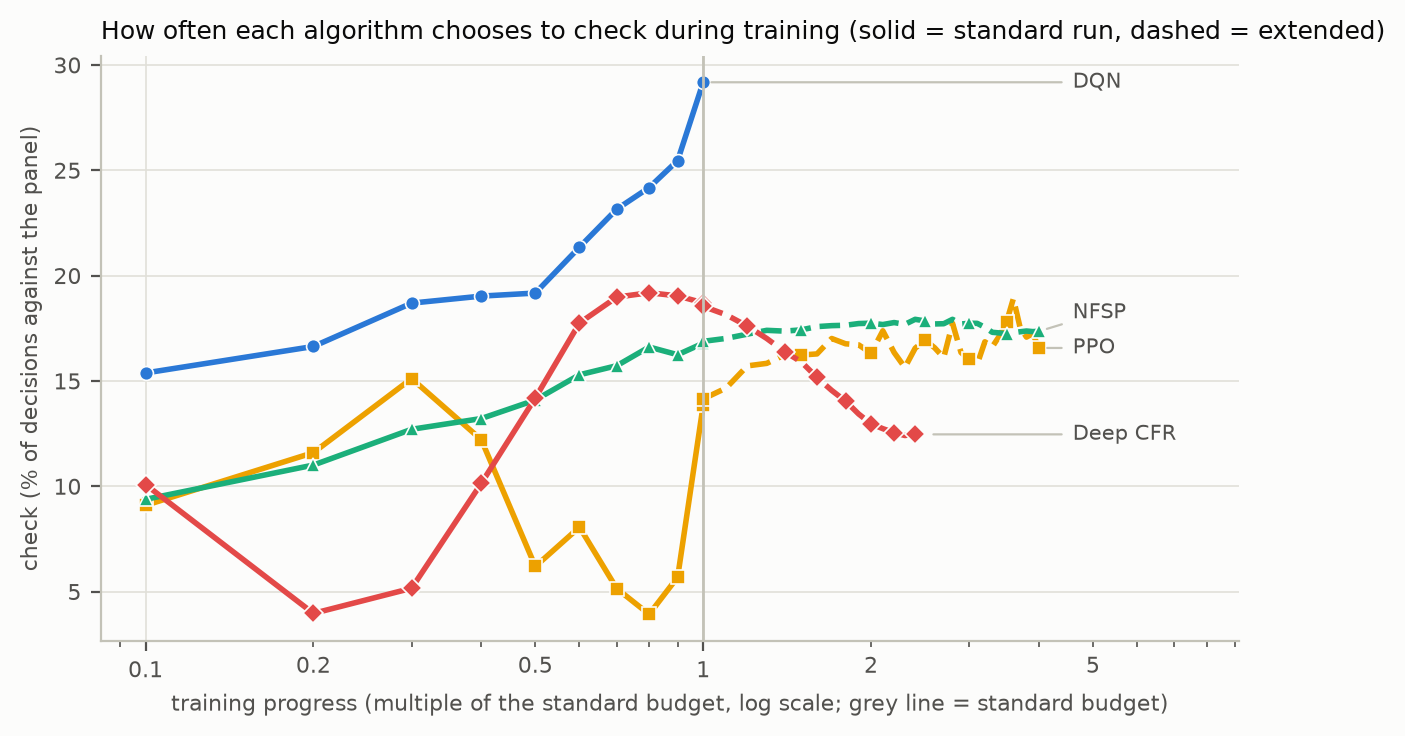 How often each algorithm chooses to check during training (solid = standard run, dashed = extended)
30
25
20
15
10
5
check (% of decisions against the panel)
DQN
NFSP
PPO
Deep CFR
0.1
0.2
0.5
1
2
5
training progress (multiple of the standard budget, log scale; grey line = standard budget)